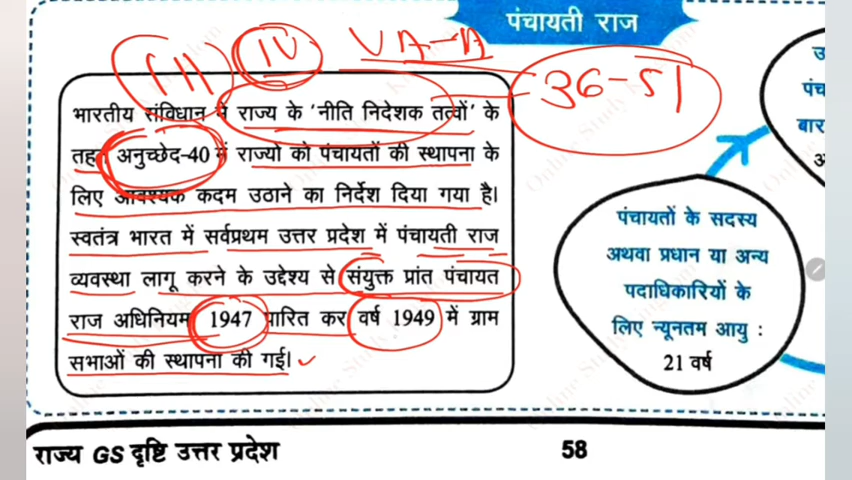 पंचायती राज
III IV V A-A 36-51
भारतीय संविधान में राज्य के 'नीति निदेशक तत्वों' के
तहत अनुच्छेद-40 में राज्यों को पंचायतों की स्थापना के
लिए आवश्यक कदम उठाने का निर्देश दिया गया है।
स्वतंत्र भारत में सर्वप्रथम उत्तर प्रदेश में पंचायती राज
व्यवस्था लागू करने के उद्देश्य से संयुक्त प्रांत पंचायत
राज अधिनियम 1947 पारित कर वर्ष 1949 में ग्राम
सभाओं की स्थापना की गई।
पंचायतों के सदस्य
अथवा प्रधान या अन्य
पदाधिकारियों के
लिए न्यूनतम आयु :
21 वर्ष
राज्य GS दृष्टि उत्तर प्रदेश
58